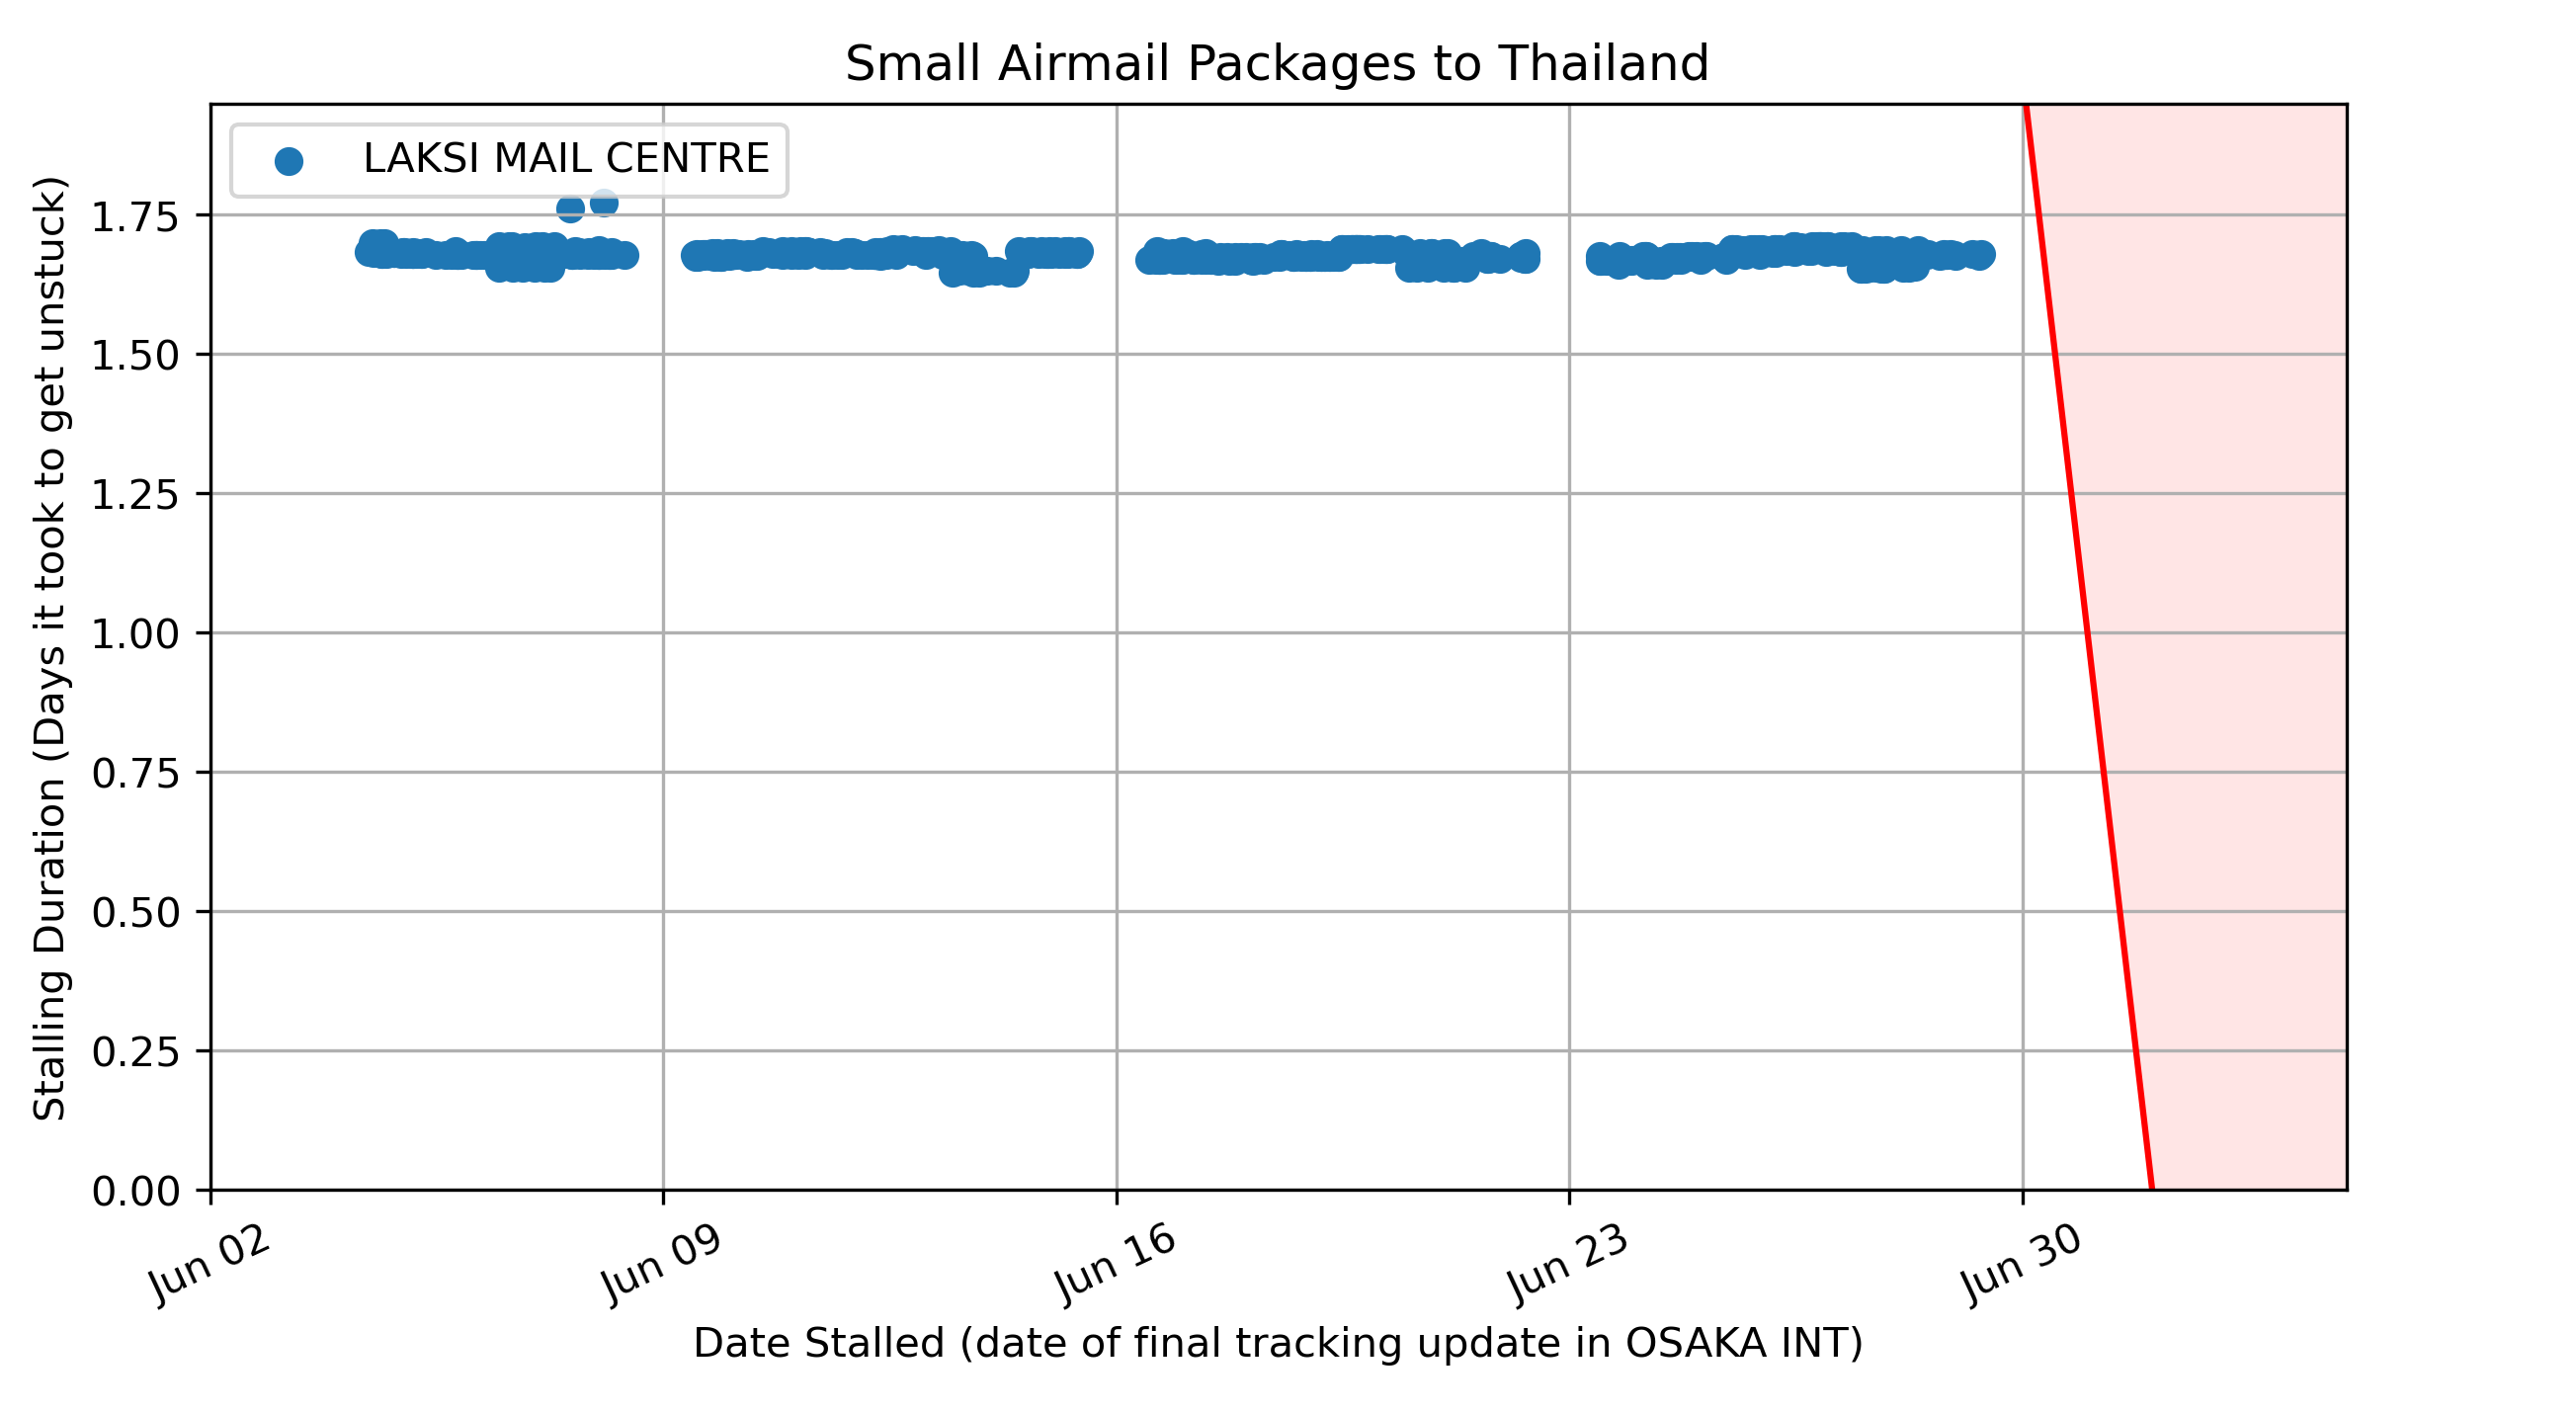 Small Airmail Packages to Thailand
LAKSI MAIL CENTRE
Stalling Duration (Days it took to get unstuck)
1.75
1.50
1.25
1.00
0.75
0.50
0.25
0.00
Jun 02
Jun 09
Jun 16
Jun 23
Jun 30
Date Stalled (date of final tracking update in OSAKA INT)